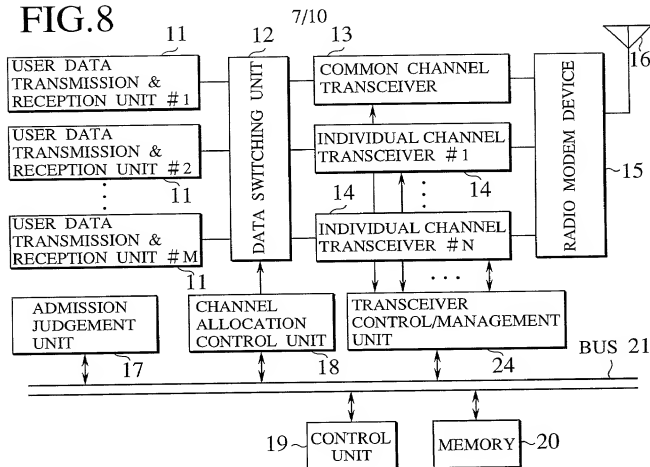 FIG.8
7/10
11
USER DATA
TRANSMISSION &
RECEPTION UNIT #1
12
DATA SWITCHING UNIT
13
COMMON CHANNEL
TRANSCEIVER
16
USER DATA
TRANSMISSION &
RECEPTION UNIT #2
11
INDIVIDUAL CHANNEL
TRANSCEIVER #1
14
RADIO MODEM DEVICE
15
USER DATA
TRANSMISSION &
RECEPTION UNIT #M
11
14
INDIVIDUAL CHANNEL
TRANSCEIVER #N
ADMISSION
JUDGEMENT
UNIT
17
CHANNEL
ALLOCATION
CONTROL UNIT
18
TRANSCEIVER
CONTROL/MANAGEMENT
UNIT
24
BUS 21
19
CONTROL
UNIT
MEMORY
20